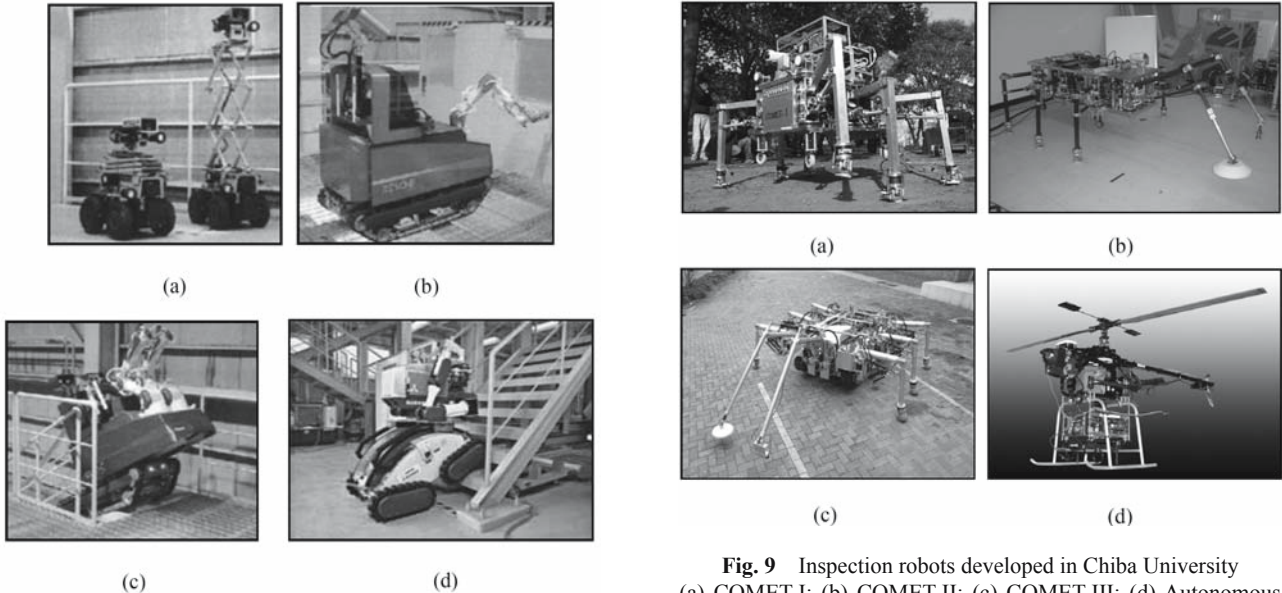 (a)
(b)
(c)
(d)
(a)
(b)
(c)
(d)
Fig. 9 Inspection robots developed in Chiba University
(a) COMET-I; (b) COMET-II; (c) COMET-III; (d) Autonomous